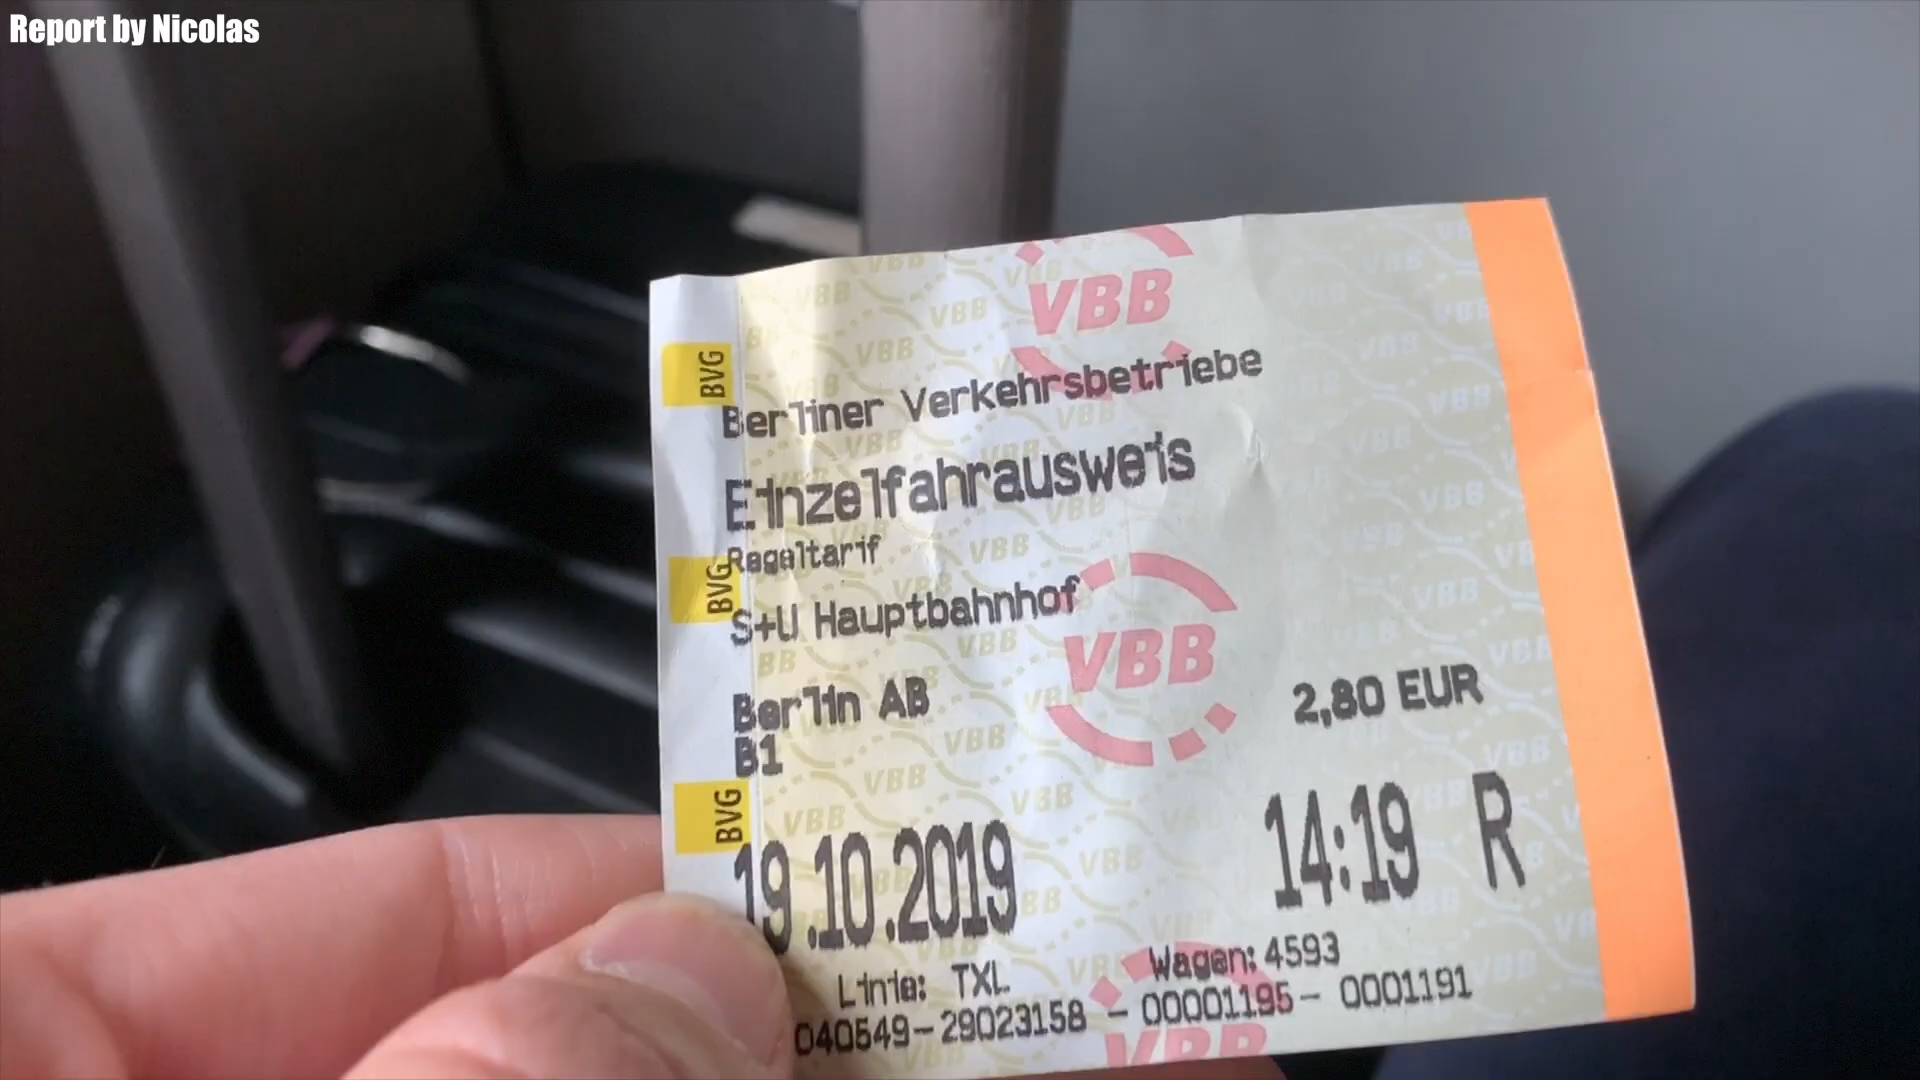 Report by Nicolas
VBB
BVG
Berliner Verkehrsbetriebe
Einzelfahrausweis
Regeltarif
BVG
S+U Hauptbahnhof
VBB
Berlin AB 2,80 EUR
B1
BVG
19.10.2019 14:19 R
Linie: TXL Wagen: 4593
040549-29023158 - 00001195- 0001191
VBB